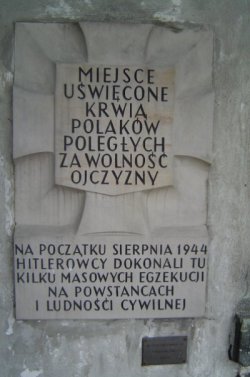 MIEJSCE
UŚWIĘCONE
KRWIĄ
POLAKÓW
POLEGŁYCH
ZA WOLNOŚĆ
OJCZYZNY
NA POCZĄTKU SIERPNIA 1944
HITLEROWCY DOKONALI TU
KILKU MASOWYCH EGZEKUCJI
NA POWSTAŃCACH
I LUDNOŚCI CYWILNEJ